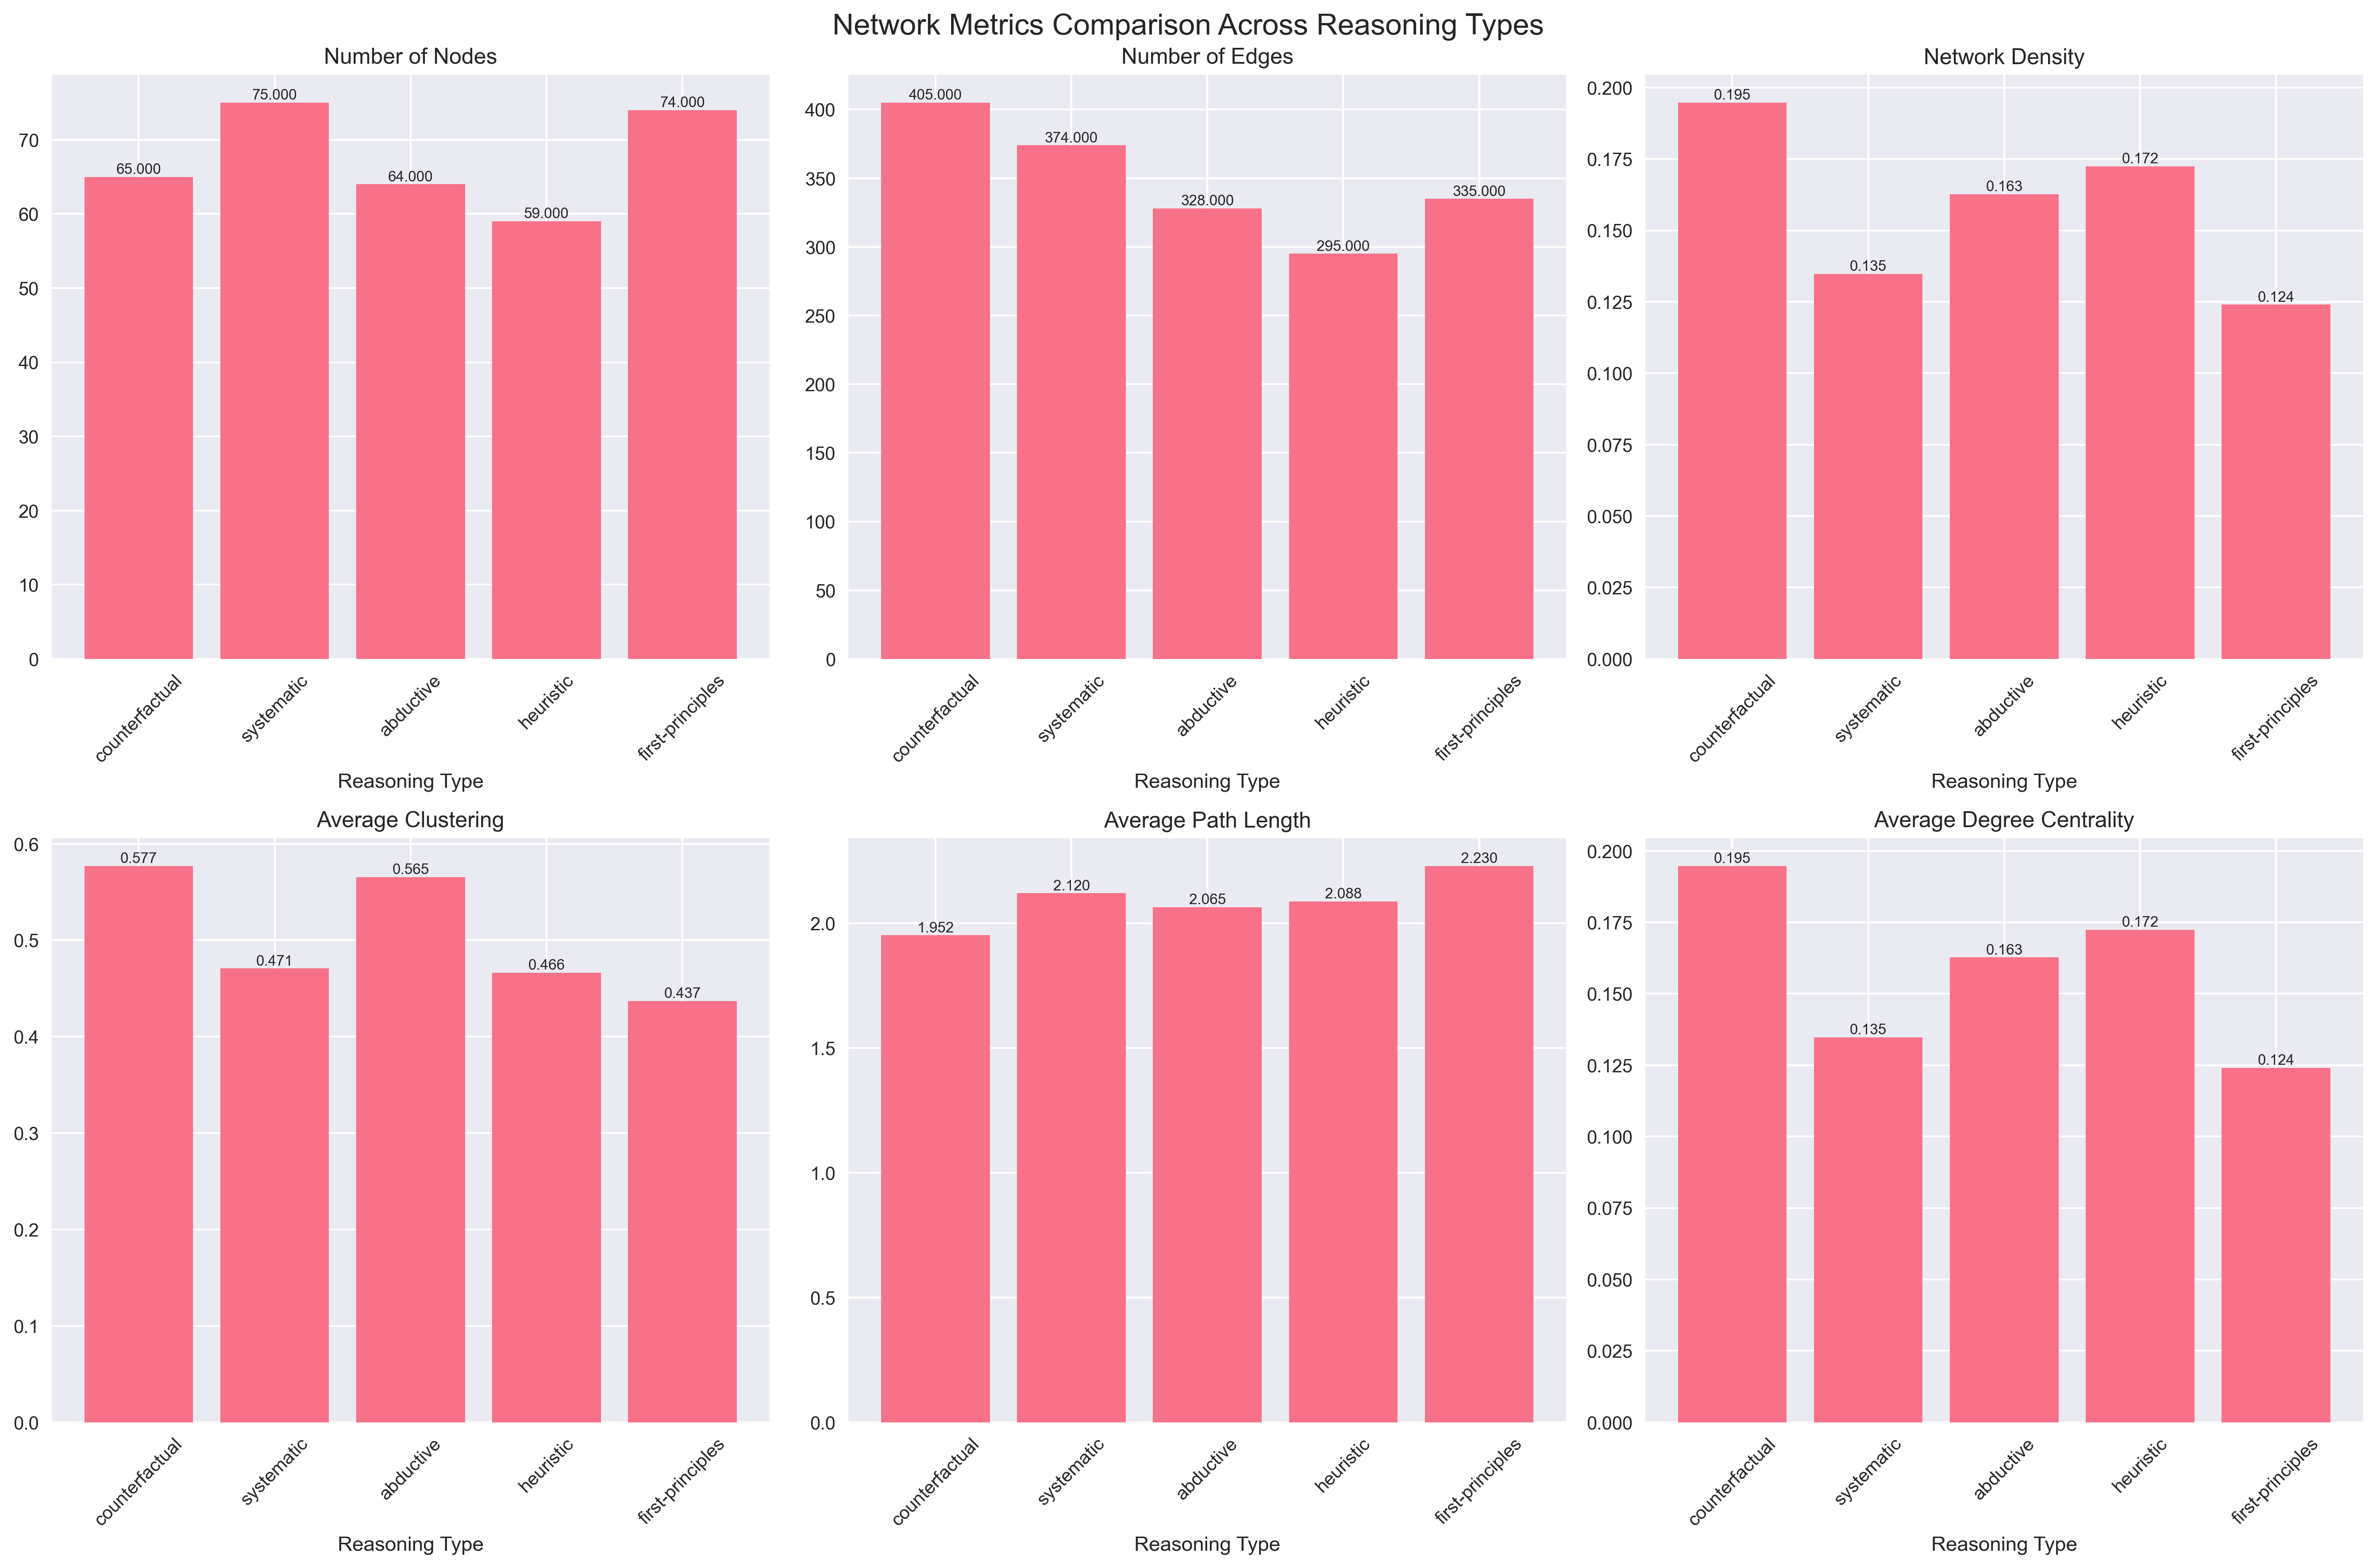 Network Metrics Comparison Across Reasoning Types
Number of Nodes
75.000
74.000
65.000
64.000
59.000
70
60
50
40
30
20
10
0
counterfactual
systematic
abductive
heuristic
first-principles
Reasoning Type
Number of Edges
405.000
374.000
328.000
295.000
335.000
400
350
300
250
200
150
100
50
0
counterfactual
systematic
abductive
heuristic
first-principles
Reasoning Type
Network Density
0.195
0.135
0.163
0.172
0.124
0.200
0.175
0.150
0.125
0.100
0.075
0.050
0.025
0.000
counterfactual
systematic
abductive
heuristic
first-principles
Reasoning Type
Average Clustering
0.577
0.471
0.565
0.466
0.437
0.6
0.5
0.4
0.3
0.2
0.1
0.0
counterfactual
systematic
abductive
heuristic
first-principles
Reasoning Type
Average Path Length
1.952
2.120
2.065
2.088
2.230
2.0
1.5
1.0
0.5
0.0
counterfactual
systematic
abductive
heuristic
first-principles
Reasoning Type
Average Degree Centrality
0.195
0.135
0.163
0.172
0.124
0.200
0.175
0.150
0.125
0.100
0.075
0.050
0.025
0.000
counterfactual
systematic
abductive
heuristic
first-principles
Reasoning Type